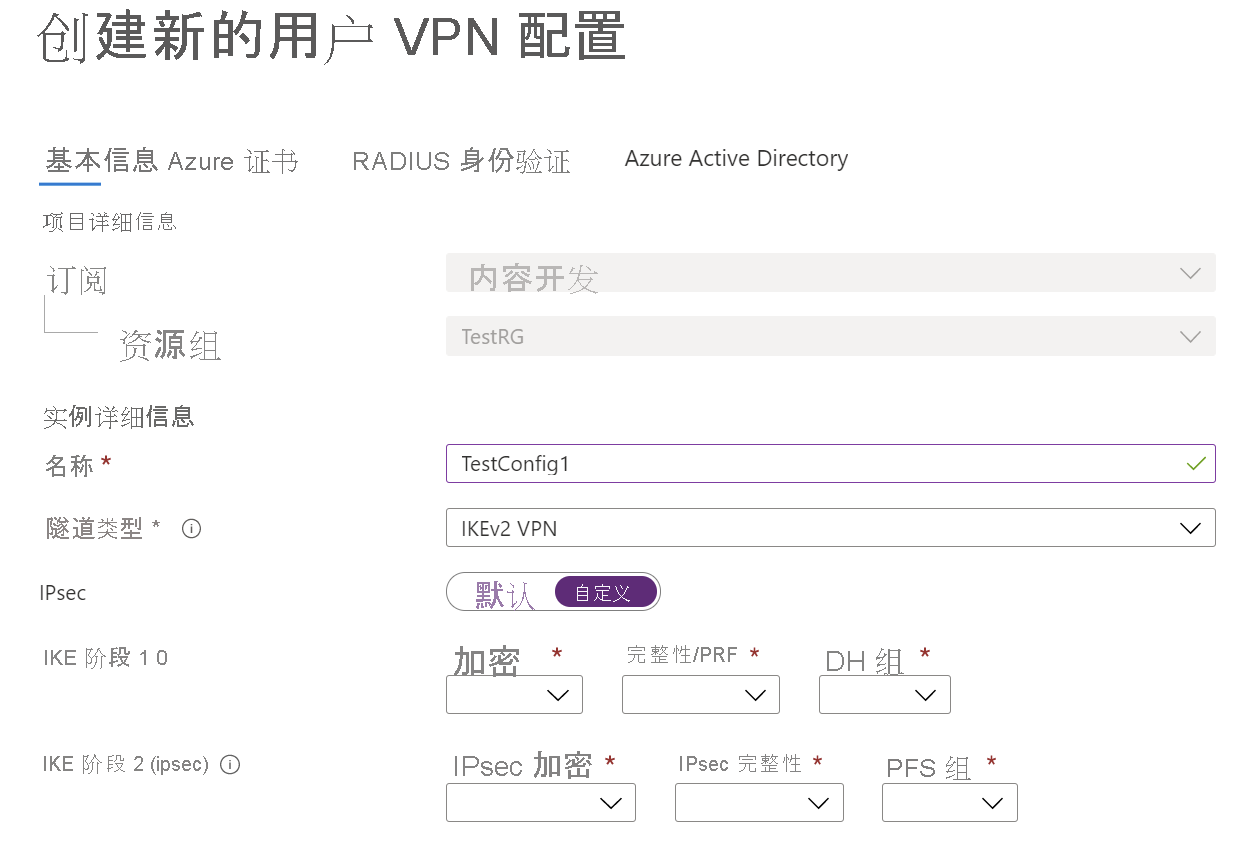 创建新的用户 VPN 配置
基本信息 Azure 证书 RADIUS 身份验证 Azure Active Directory
项目详细信息
订阅 内容开发
资源组 TestRG
实例详细信息
名称 * TestConfig1
隧道类型 * IKEv2 VPN
IPsec 默认 自定义
IKE 阶段 1 0 加密 * 完整性/PRF * DH 组 *
IKE 阶段 2 (ipsec) IPsec 加密 * IPsec 完整性 * PFS 组 *